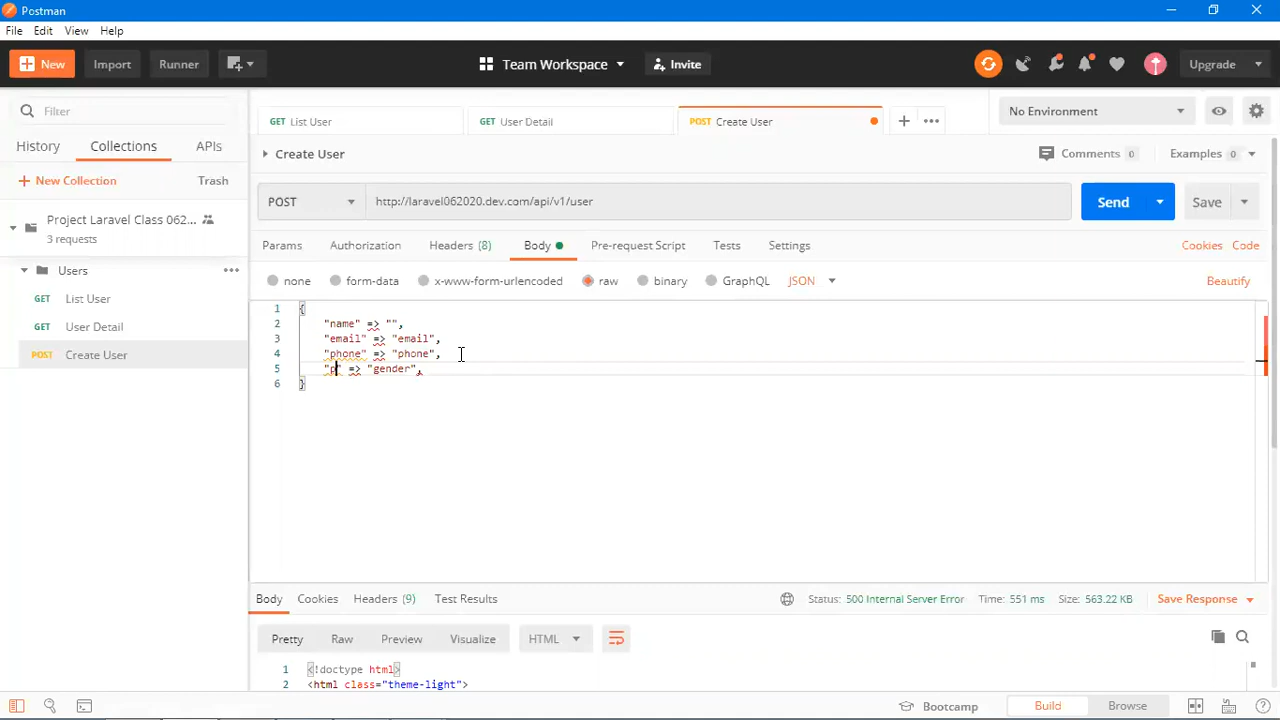 Postman
File Edit View Help
New Import Runner Team Workspace Invite Upgrade
Filter
History Collections APIs
New Collection Trash
Project Laravel Class 062...
3 requests
Users
GET List User
GET User Detail
POST Create User
GET List User GET User Detail POST Create User No Environment
Create User Comments 0 Examples 0
POST http://laravel062020.dev.com/api/v1/user Send Save
Params Authorization Headers (8) Body Pre-request Script Tests Settings Cookies Code
none form-data x-www-form-urlencoded raw binary GraphQL JSON Beautify
1 {
2 "name" => "",
3 "email" => "email",
4 "phone" => "phone",
5 "p" => "gender",
6 }
Body Cookies Headers (9) Test Results Status: 500 Internal Server Error Time: 551 ms Size: 563.22 KB Save Response
Pretty Raw Preview Visualize HTML
1 <!doctype html>
2 <html class="theme-light">
Bootcamp Build Browse